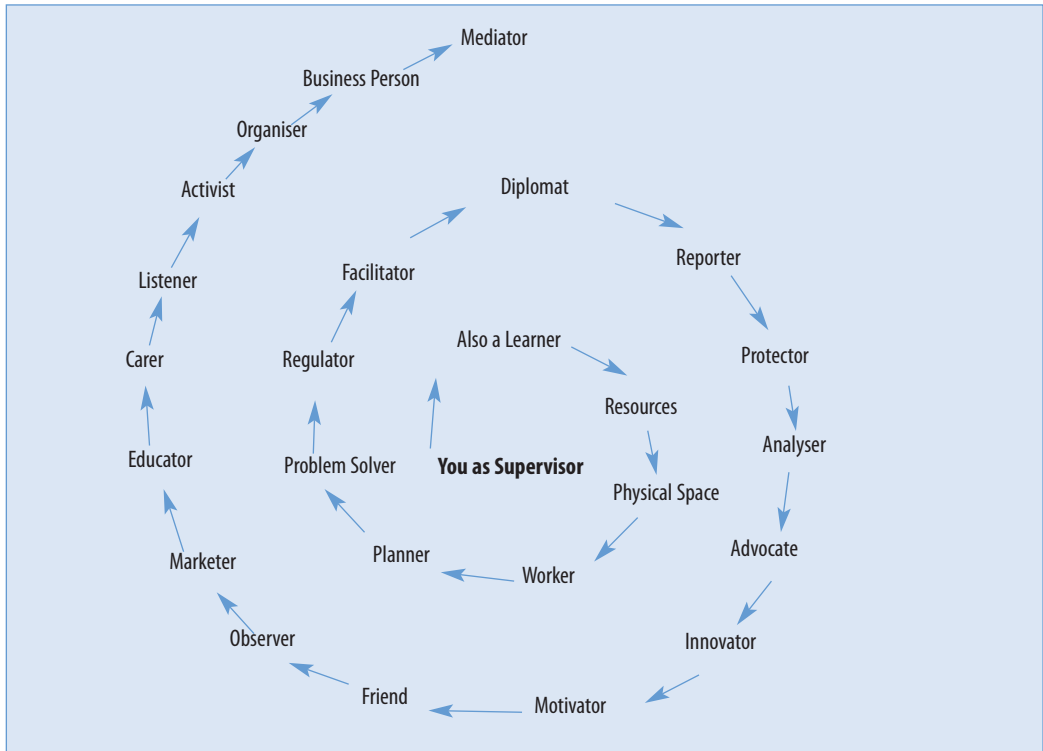 You as Supervisor
Also a Learner
Resources
Physical Space
Worker
Planner
Problem Solver
Regulator
Facilitator
Diplomat
Reporter
Protector
Analyser
Advocate
Innovator
Motivator
Friend
Observer
Marketer
Educator
Carer
Listener
Activist
Organiser
Business Person
Mediator